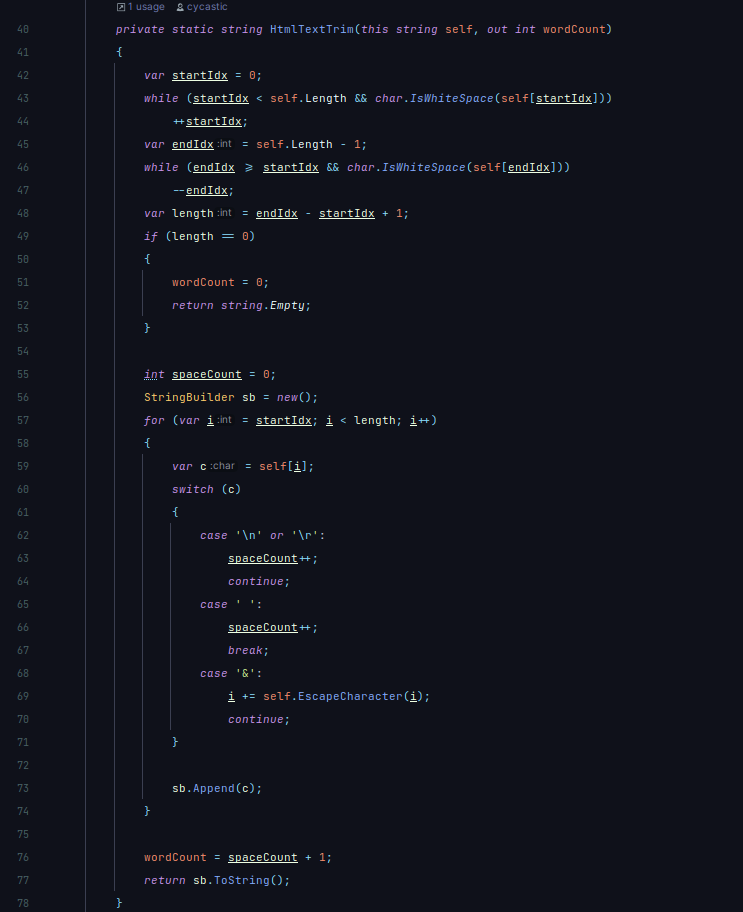 1 usage cycastic
40 private static string HtmlTextTrim(this string self, out int wordCount)
41 {
42 var startIdx = 0;
43 while (startIdx < self.Length && char.IsWhiteSpace(self[startIdx]))
44 ++startIdx;
45 var endIdx :int = self.Length - 1;
46 while (endIdx >= startIdx && char.IsWhiteSpace(self[endIdx]))
47 --endIdx;
48 var length :int = endIdx - startIdx + 1;
49 if (length == 0)
50 {
51 wordCount = 0;
52 return string.Empty;
53 }
54
55 int spaceCount = 0;
56 StringBuilder sb = new();
57 for (var i :int = startIdx; i < length; i++)
58 {
59 var c :char = self[i];
60 switch (c)
61 {
62 case '\n' or '\r':
63 spaceCount++;
64 continue;
65 case ' ':
66 spaceCount++;
67 break;
68 case '&':
69 i += self.EscapeCharacter(i);
70 continue;
71 }
72
73 sb.Append(c);
74 }
75
76 wordCount = spaceCount + 1;
77 return sb.ToString();
78 }